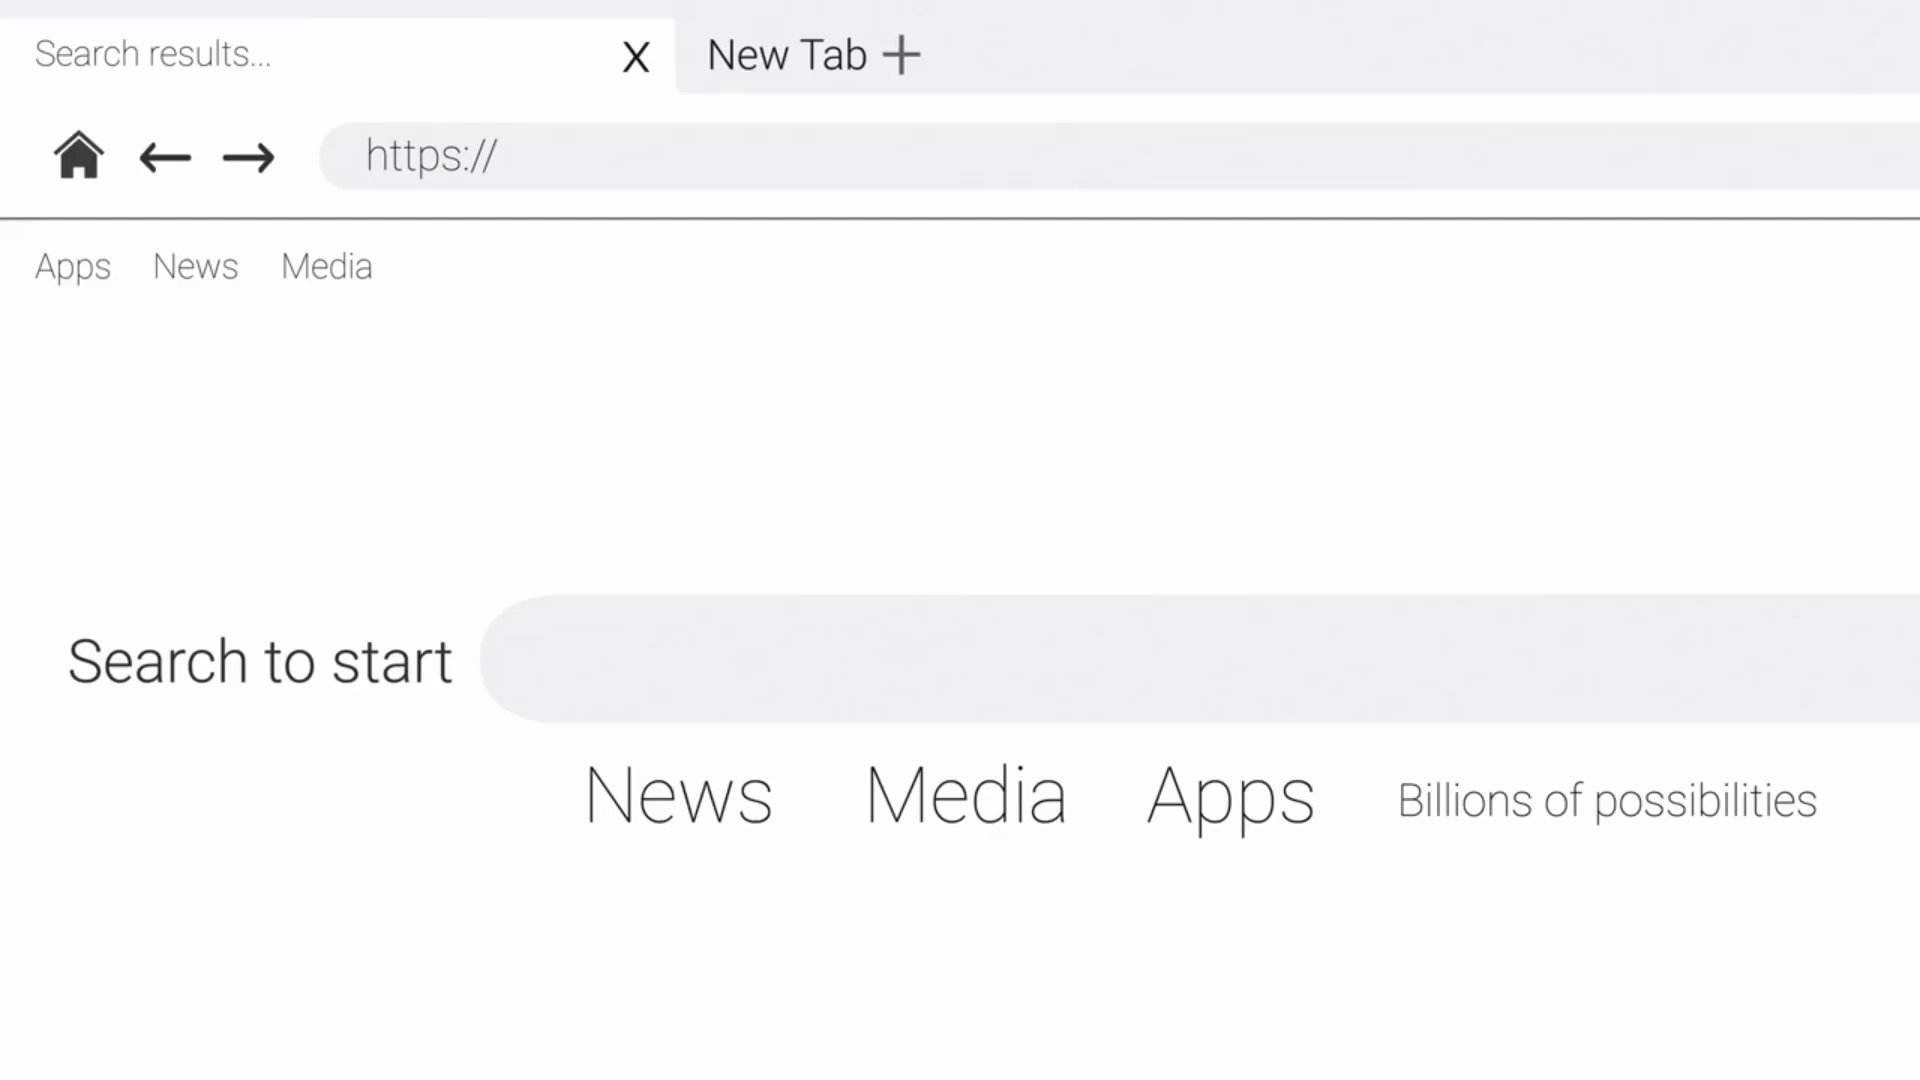 Search results... X New Tab +
https://
Apps News Media
Search to start
News Media Apps Billions of possibilities